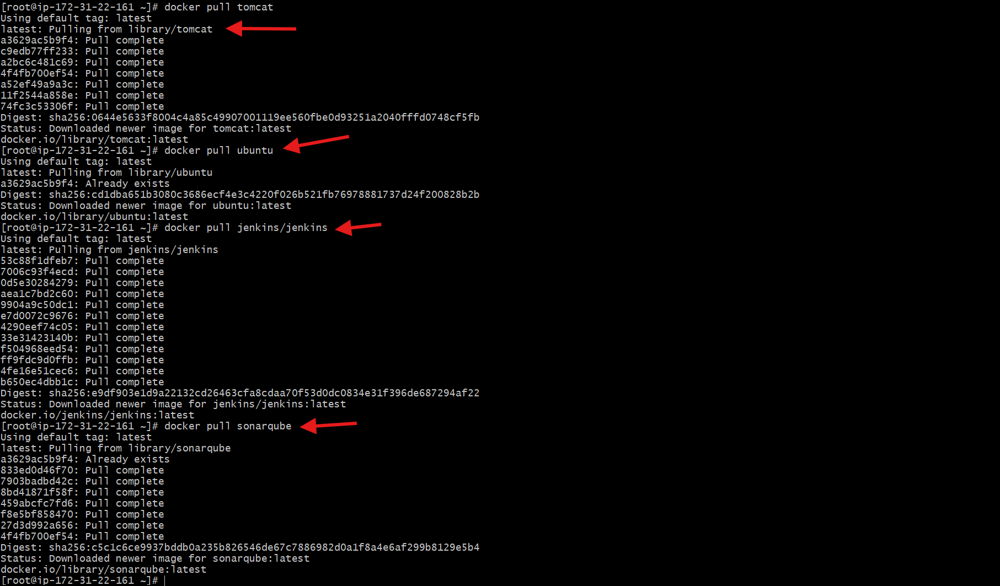 [root@ip-172-31-22-161 ~]# docker pull tomcat
Using default tag: latest
latest: Pulling from library/tomcat
a3629ac5b9f4: Pull complete
c9edb77ff233: Pull complete
a2bc6c481c69: Pull complete
4f4fb700ef54: Pull complete
a52ef49a9a3c: Pull complete
11f2544a858e: Pull complete
74fc3c53306f: Pull complete
Digest: sha256:0644e5633f8004c4a85c49907001119ee560fbe0d93251a2040fffd0748cf5fb
Status: Downloaded newer image for tomcat:latest
docker.io/library/tomcat:latest
[root@ip-172-31-22-161 ~]# docker pull ubuntu
Using default tag: latest
latest: Pulling from library/ubuntu
a3629ac5b9f4: Already exists
Digest: sha256:cd1dba651b3080c3686ecf4e3c4220f026b521fb76978881737d24f200828b2b
Status: Downloaded newer image for ubuntu:latest
docker.io/library/ubuntu:latest
[root@ip-172-31-22-161 ~]# docker pull jenkins/jenkins
Using default tag: latest
latest: Pulling from jenkins/jenkins
53c88f1dfeb7: Pull complete
7006c93f4ecd: Pull complete
0d5e30284279: Pull complete
aea1c7bd2c60: Pull complete
9904a9c50dc1: Pull complete
e7d0072c9676: Pull complete
4290eef74c05: Pull complete
33e31423140b: Pull complete
f504968eed54: Pull complete
ff9fdc9d0ffb: Pull complete
4fe16e51cec6: Pull complete
b650ec4dbb1c: Pull complete
Digest: sha256:e9df903e1d9a22132cd26463cfa8cdaa70f53d0dc0834e31f396de687294af22
Status: Downloaded newer image for jenkins/jenkins:latest
docker.io/jenkins/jenkins:latest
[root@ip-172-31-22-161 ~]# docker pull sonarqube
Using default tag: latest
latest: Pulling from library/sonarqube
a3629ac5b9f4: Already exists
833ed0d46f70: Pull complete
7903badbd42c: Pull complete
8bd41871f58f: Pull complete
459abcfc7fd6: Pull complete
f8e5bf858470: Pull complete
27d3d992a656: Pull complete
4f4fb700ef54: Pull complete
Digest: sha256:c5c1c6ce9937bddb0a235b826546de67c7886982d0a1f8a4e6af299b8129e5b4
Status: Downloaded newer image for sonarqube:latest
docker.io/library/sonarqube:latest
[root@ip-172-31-22-161 ~]#